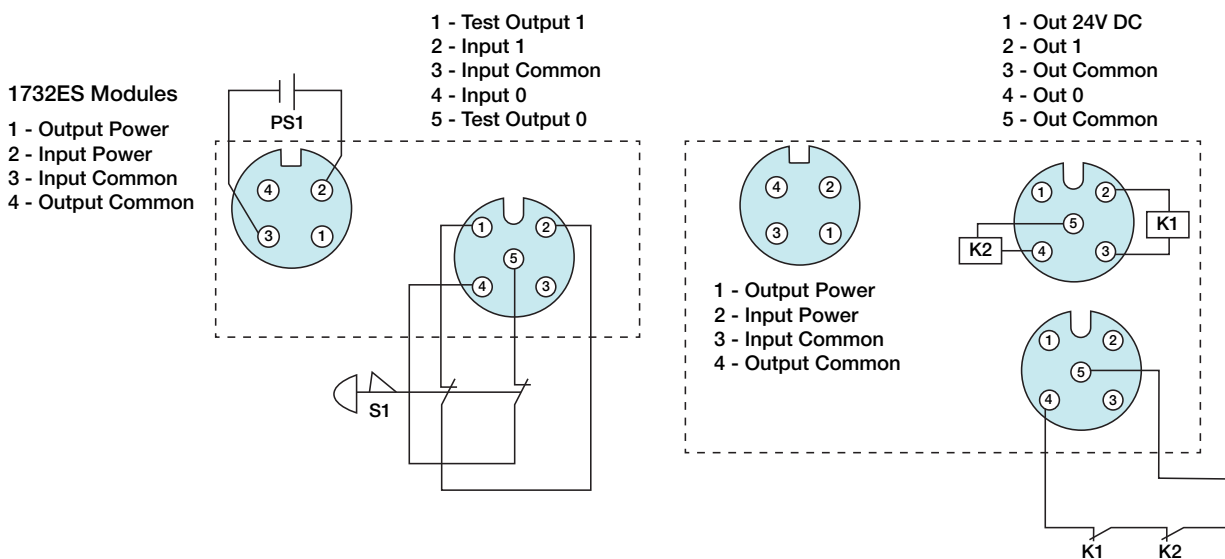 1732ES Modules
1 - Output Power
2 - Input Power
3 - Input Common
4 - Output Common
PS1
1 - Test Output 1
2 - Input 1
3 - Input Common
4 - Input 0
5 - Test Output 0
4
2
3
1
1
2
5
4
3
S1
1 - Out 24V DC
2 - Out 1
3 - Out Common
4 - Out 0
5 - Out Common
4
2
3
1
1 - Output Power
2 - Input Power
3 - Input Common
4 - Output Common
1
2
5
4
3
K1
K2
1
2
5
4
3
K1
K2